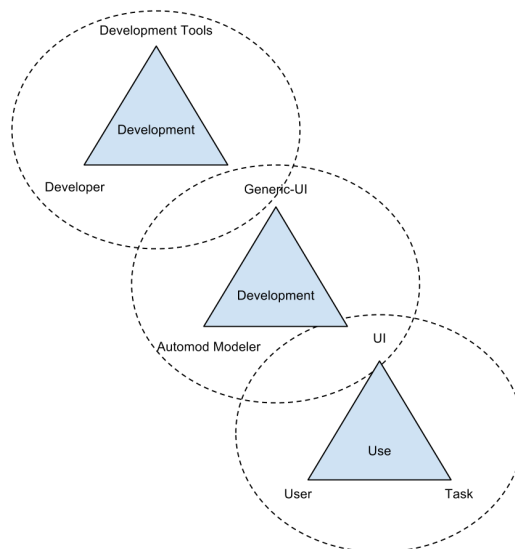 Development Tools
Development
Developer
Generic-UI
Development
Automod Modeler
UI
Use
User
Task